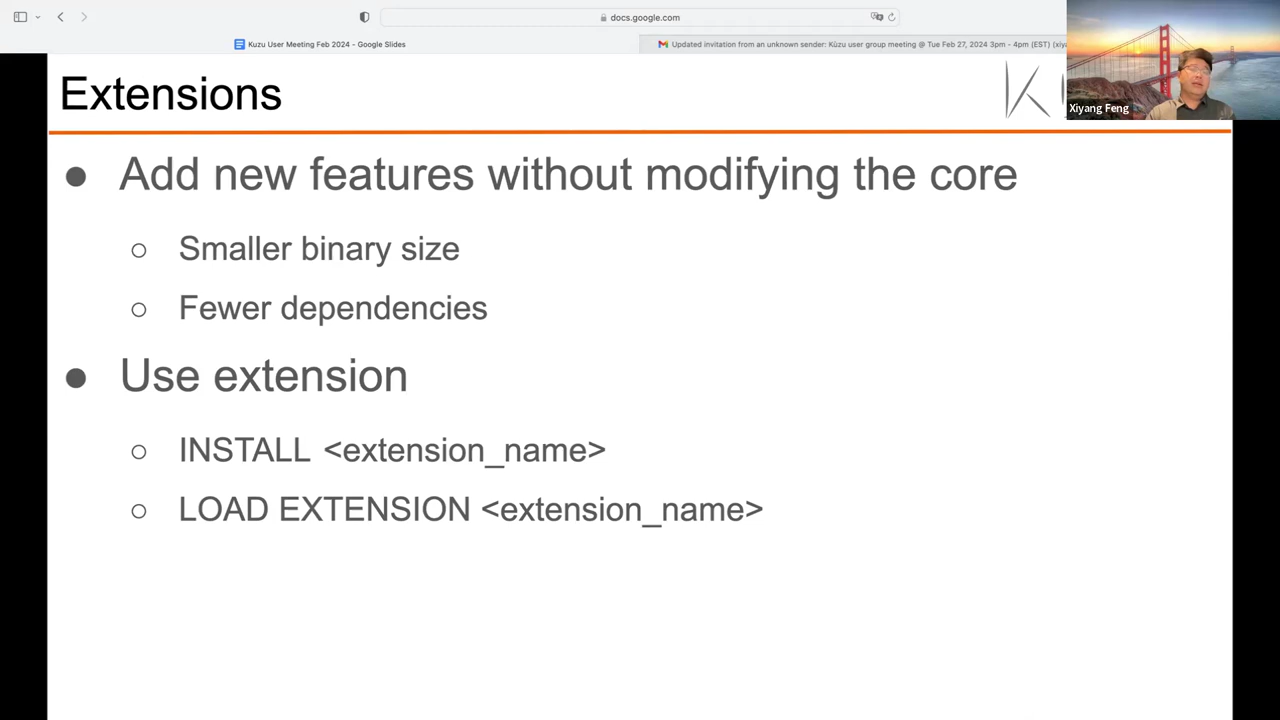 docs.google.com
Kuzu User Meeting Feb 2024 - Google Slides
Updated invitation from an unknown sender: Kùzu user group meeting @ Tue Feb 27, 2024 3pm - 4pm (EST) (xiy
Extensions
K
Xiyang Feng
● Add new features without modifying the core
○ Smaller binary size
○ Fewer dependencies
● Use extension
○ INSTALL <extension_name>
○ LOAD EXTENSION <extension_name>